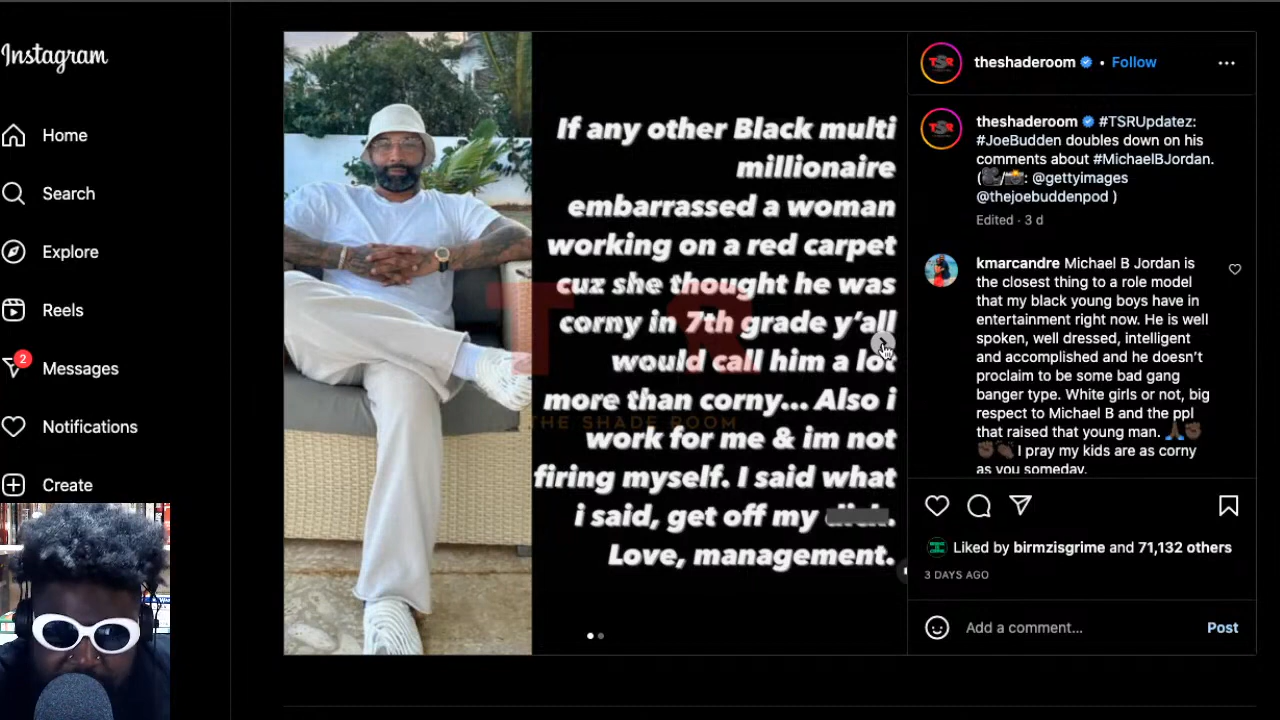 Instagram
Home
Search
Explore
Reels
2
Messages
Notifications
Create
If any other Black multi
millionaire
embarrassed a woman
working on a red carpet
cuz she thought he was
corny in 7th grade y'all
would call him a lot
more than corny... Also i
work for me & im not
firing myself. I said what
i said, get off my
Love, management.
TSR
THE SHADE ROOM
TSR
theshaderoom • Follow
TSR
theshaderoom #TSRUpdatez:
#JoeBudden doubles down on his
comments about #MichaelBJordan.
(🎥/📸: @gettyimages
@thejoebuddenpod )
Edited · 3 d
kmarcandre Michael B Jordan is
the closest thing to a role model
that my black young boys have in
entertainment right now. He is well
spoken, well dressed, intelligent
and accomplished and he doesn't
proclaim to be some bad gang
banger type. White girls or not, big
respect to Michael B and the ppl
that raised that young man. 🙏🏾✊🏾
✊🏾👏🏾 I pray my kids are as corny
as you someday.
Liked by birmzisgrime and 71,132 others
3 DAYS AGO
Add a comment...
Post